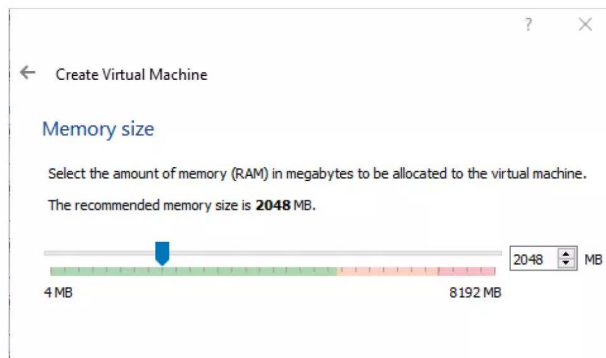 ?
Create Virtual Machine
Memory size
Select the amount of memory (RAM) in megabytes to be allocated to the virtual machine.
The recommended memory size is 2048 MB.
2048 MB
4 MB 8192 MB